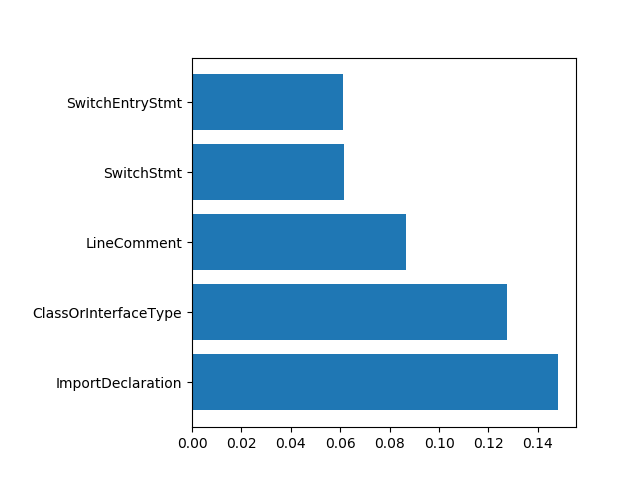 SwitchEntryStmt
SwitchStmt
LineComment
ClassOrInterfaceType
ImportDeclaration
0.00 0.02 0.04 0.06 0.08 0.10 0.12 0.14